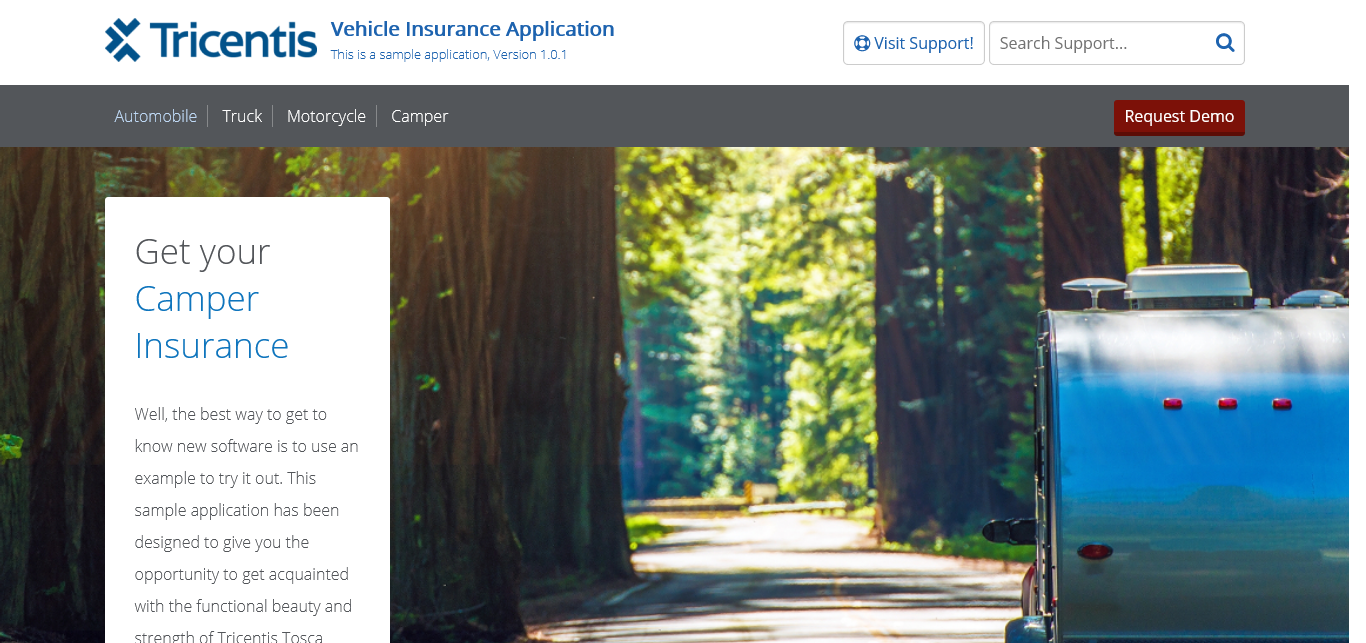 Tricentis
Vehicle Insurance Application
This is a sample application, Version 1.0.1
Visit Support!
Search Support...
Automobile
Truck
Motorcycle
Camper
Request Demo
Get your
Camper
Insurance
Well, the best way to get to
know new software is to use an
example to try it out. This
sample application has been
designed to give you the
opportunity to get acquainted
with the functional beauty and
strength of Tricentis Tosca